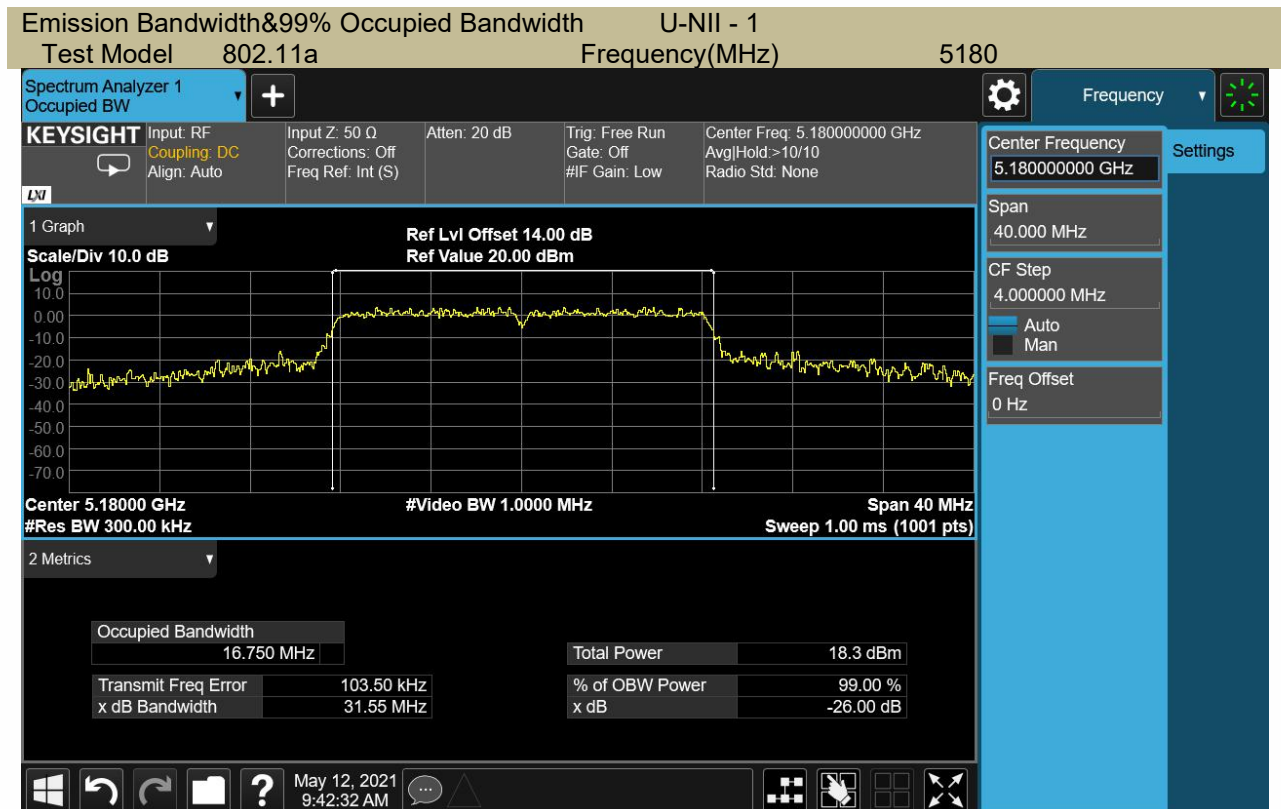 Emission Bandwidth&99% Occupied Bandwidth U-NII - 1
Test Model 802.11a Frequency(MHz) 5180
Spectrum Analyzer 1
Occupied BW
+
Frequency
KEYSIGHT
LXI
Input: RF
Coupling: DC
Align: Auto
Input Z: 50 Ω
Corrections: Off
Freq Ref: Int (S)
Atten: 20 dB
Trig: Free Run
Gate: Off
#IF Gain: Low
Center Freq: 5.180000000 GHz
Avg|Hold:>10/10
Radio Std: None
Center Frequency
5.180000000 GHz
Settings
Span
40.000 MHz
CF Step
4.000000 MHz
Auto
Man
Freq Offset
0 Hz
1 Graph
Scale/Div 10.0 dB
Ref Lvl Offset 14.00 dB
Ref Value 20.00 dBm
Log
10.0
0.00
-10.0
-20.0
-30.0
-40.0
-50.0
-60.0
-70.0
Center 5.18000 GHz #Video BW 1.0000 MHz Span 40 MHz
#Res BW 300.00 kHz Sweep 1.00 ms (1001 pts)
2 Metrics
Occupied Bandwidth
16.750 MHz
Total Power 18.3 dBm
Transmit Freq Error 103.50 kHz
% of OBW Power 99.00 %
x dB Bandwidth 31.55 MHz
x dB -26.00 dB
?
May 12, 2021
9:42:32 AM